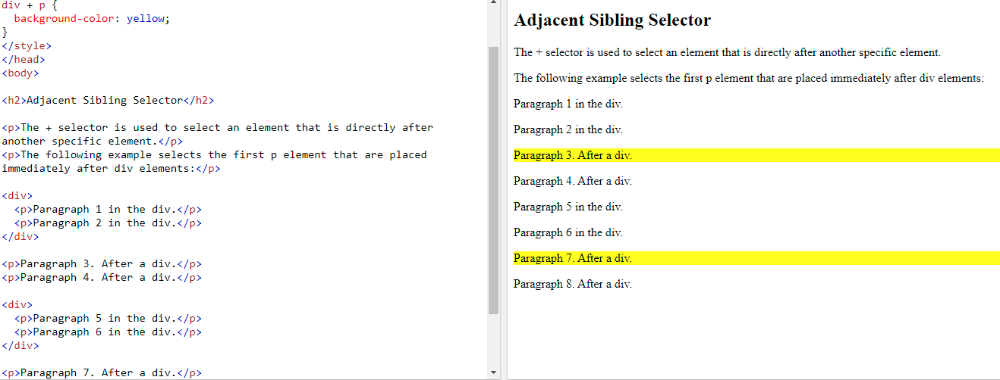 div + p {
  background-color: yellow;
}
</style>
</head>
<body>
<h2>Adjacent Sibling Selector</h2>
<p>The + selector is used to select an element that is directly after
another specific element.</p>
<p>The following example selects the first p element that are placed
immediately after div elements:</p>
<div>
  <p>Paragraph 1 in the div.</p>
  <p>Paragraph 2 in the div.</p>
</div>
<p>Paragraph 3. After a div.</p>
<p>Paragraph 4. After a div.</p>
<div>
  <p>Paragraph 5 in the div.</p>
  <p>Paragraph 6 in the div.</p>
</div>
<p>Paragraph 7. After a div.</p>
Adjacent Sibling Selector
The + selector is used to select an element that is directly after another specific element.
The following example selects the first p element that are placed immediately after div elements:
Paragraph 1 in the div.
Paragraph 2 in the div.
Paragraph 3. After a div.
Paragraph 4. After a div.
Paragraph 5 in the div.
Paragraph 6 in the div.
Paragraph 7. After a div.
Paragraph 8. After a div.